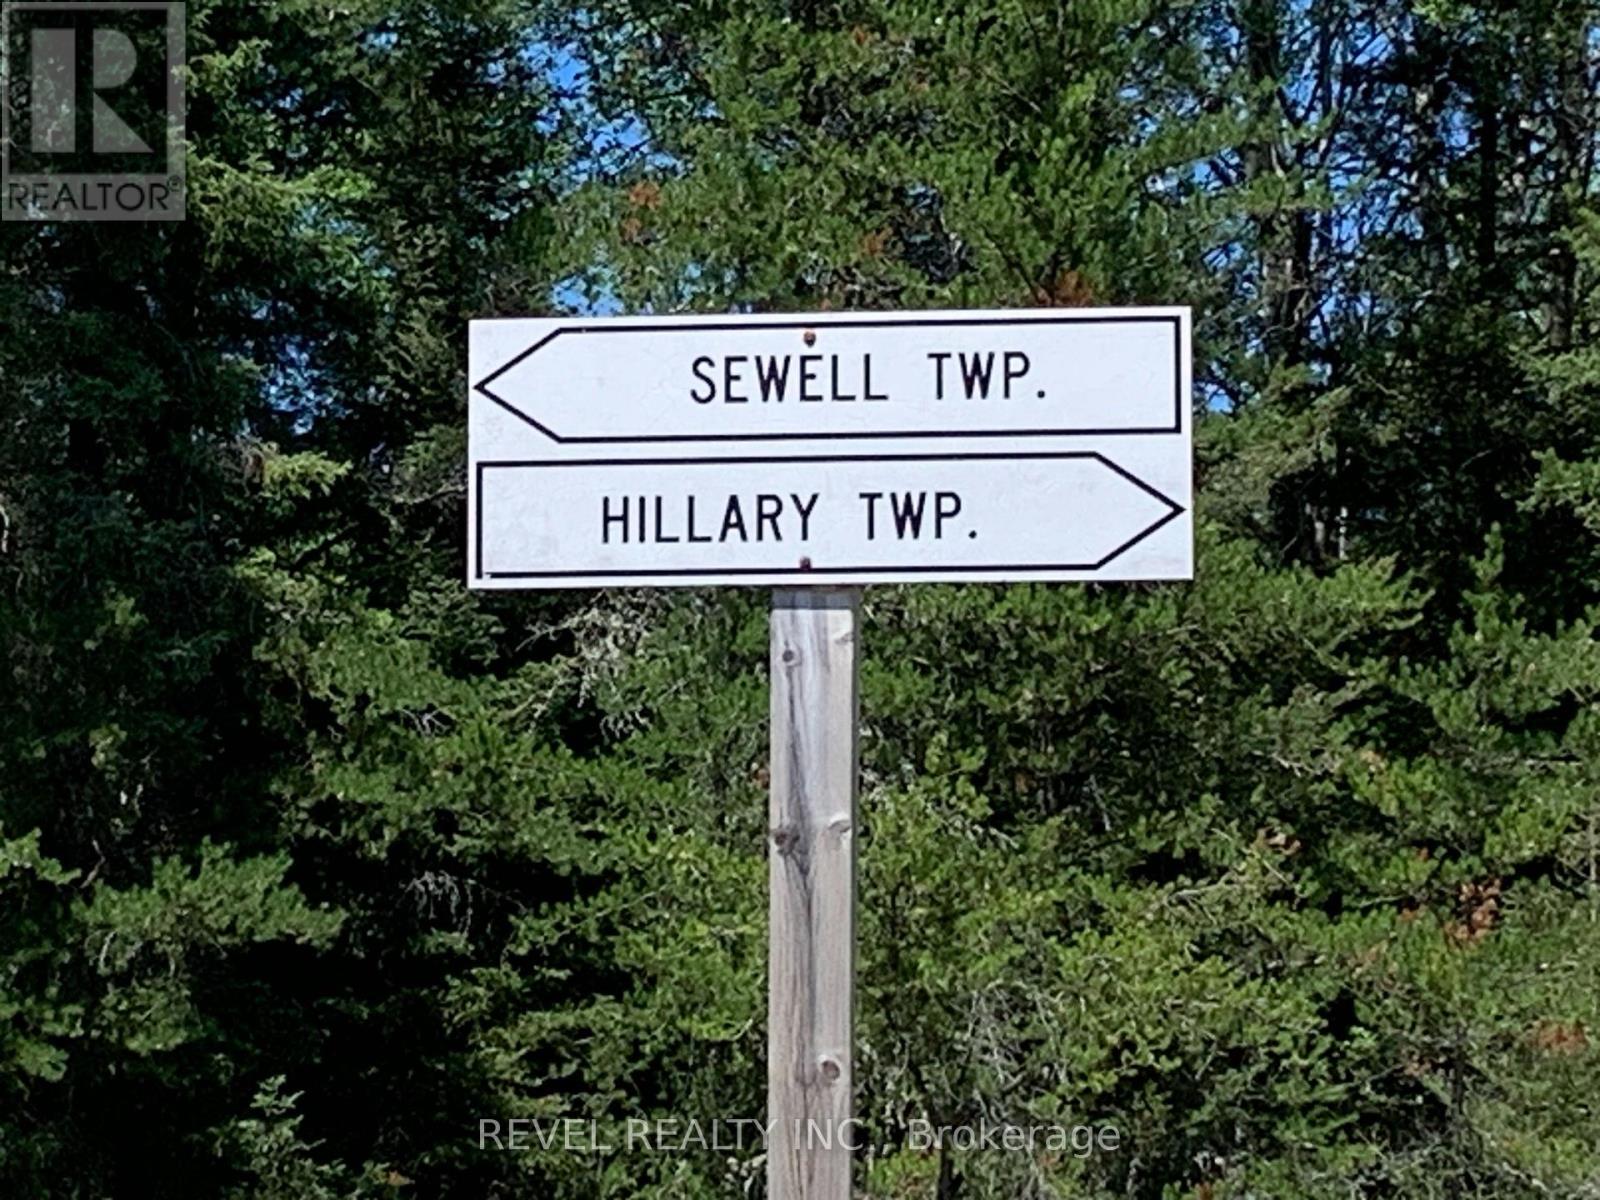 REALTOR®
SEWELL TWP.
HILLARY TWP.
REVEL REALTY INC., Brokerage